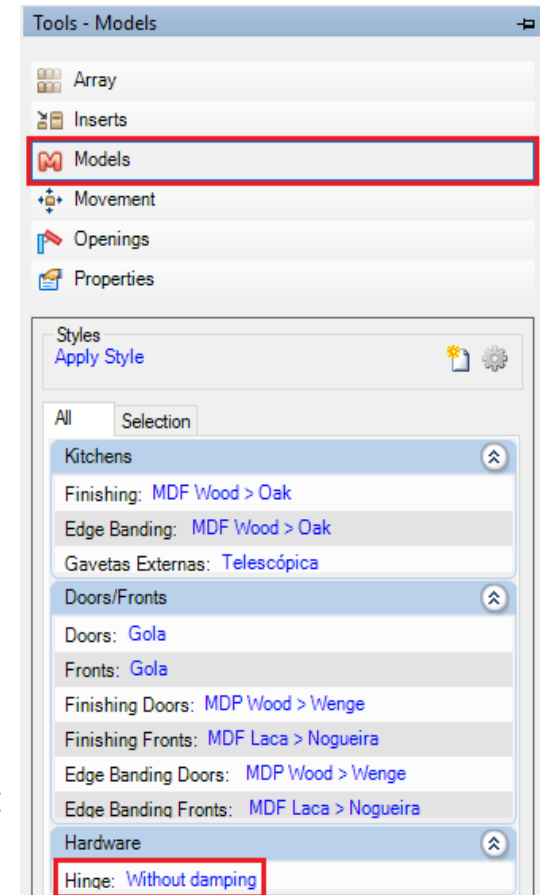 Tools - Models
Array
Inserts
Models
Movement
Openings
Properties
Styles
Apply Style
All Selection
Kitchens
Finishing: MDF Wood > Oak
Edge Banding: MDF Wood > Oak
Gavetas Externas: Telescópica
Doors/Fronts
Doors: Gola
Fronts: Gola
Finishing Doors: MDP Wood > Wenge
Finishing Fronts: MDF Laca > Nogueira
Edge Banding Doors: MDP Wood > Wenge
Edge Banding Fronts: MDF Laca > Nogueira
Hardware
Hinge: Without damping